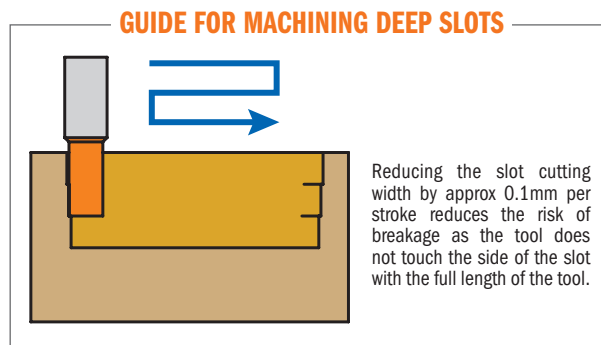 GUIDE FOR MACHINING DEEP SLOTS
Reducing the slot cutting
width by approx 0.1mm per
stroke reduces the risk of
breakage as the tool does
not touch the side of the slot
with the full length of the tool.